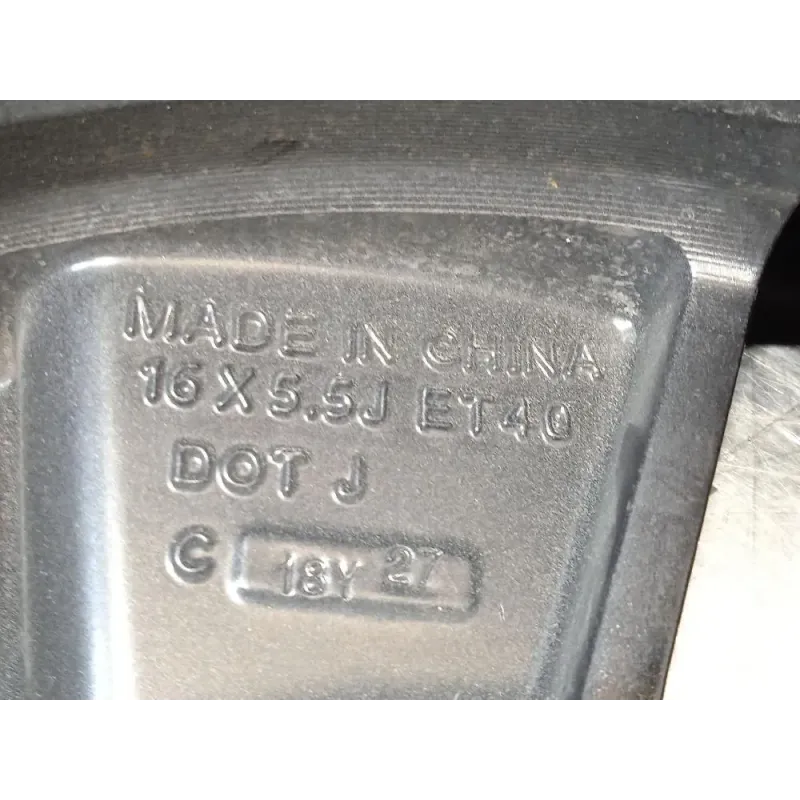 MADE IN CHINA
16X5.5J ET40
DOT J
C 18Y 27